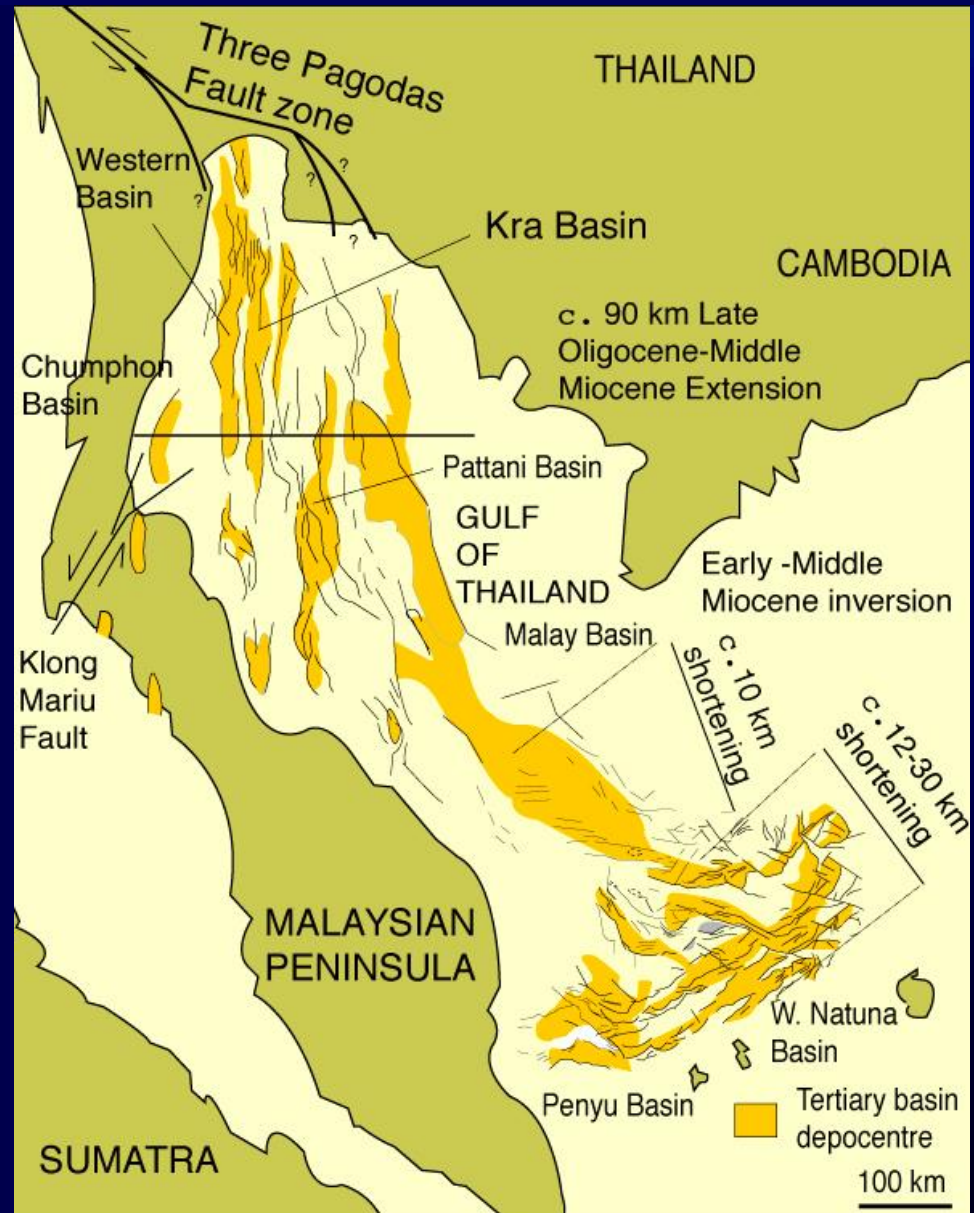 Three Pagodas
Fault zone
THAILAND
Western
Basin
?
?
?
?
Kra Basin
CAMBODIA
c. 90 km Late
Oligocene-Middle
Miocene Extension
Chumphon
Basin
Pattani Basin
GULF
OF
THAILAND
Early -Middle
Miocene inversion
Malay Basin
c. 10 km
shortening
c. 12-30 km
shortening
Klong
Mariu
Fault
MALAYSIAN
PENINSULA
W. Natuna
Basin
Penyu Basin
Tertiary basin
depocentre
SUMATRA
100 km